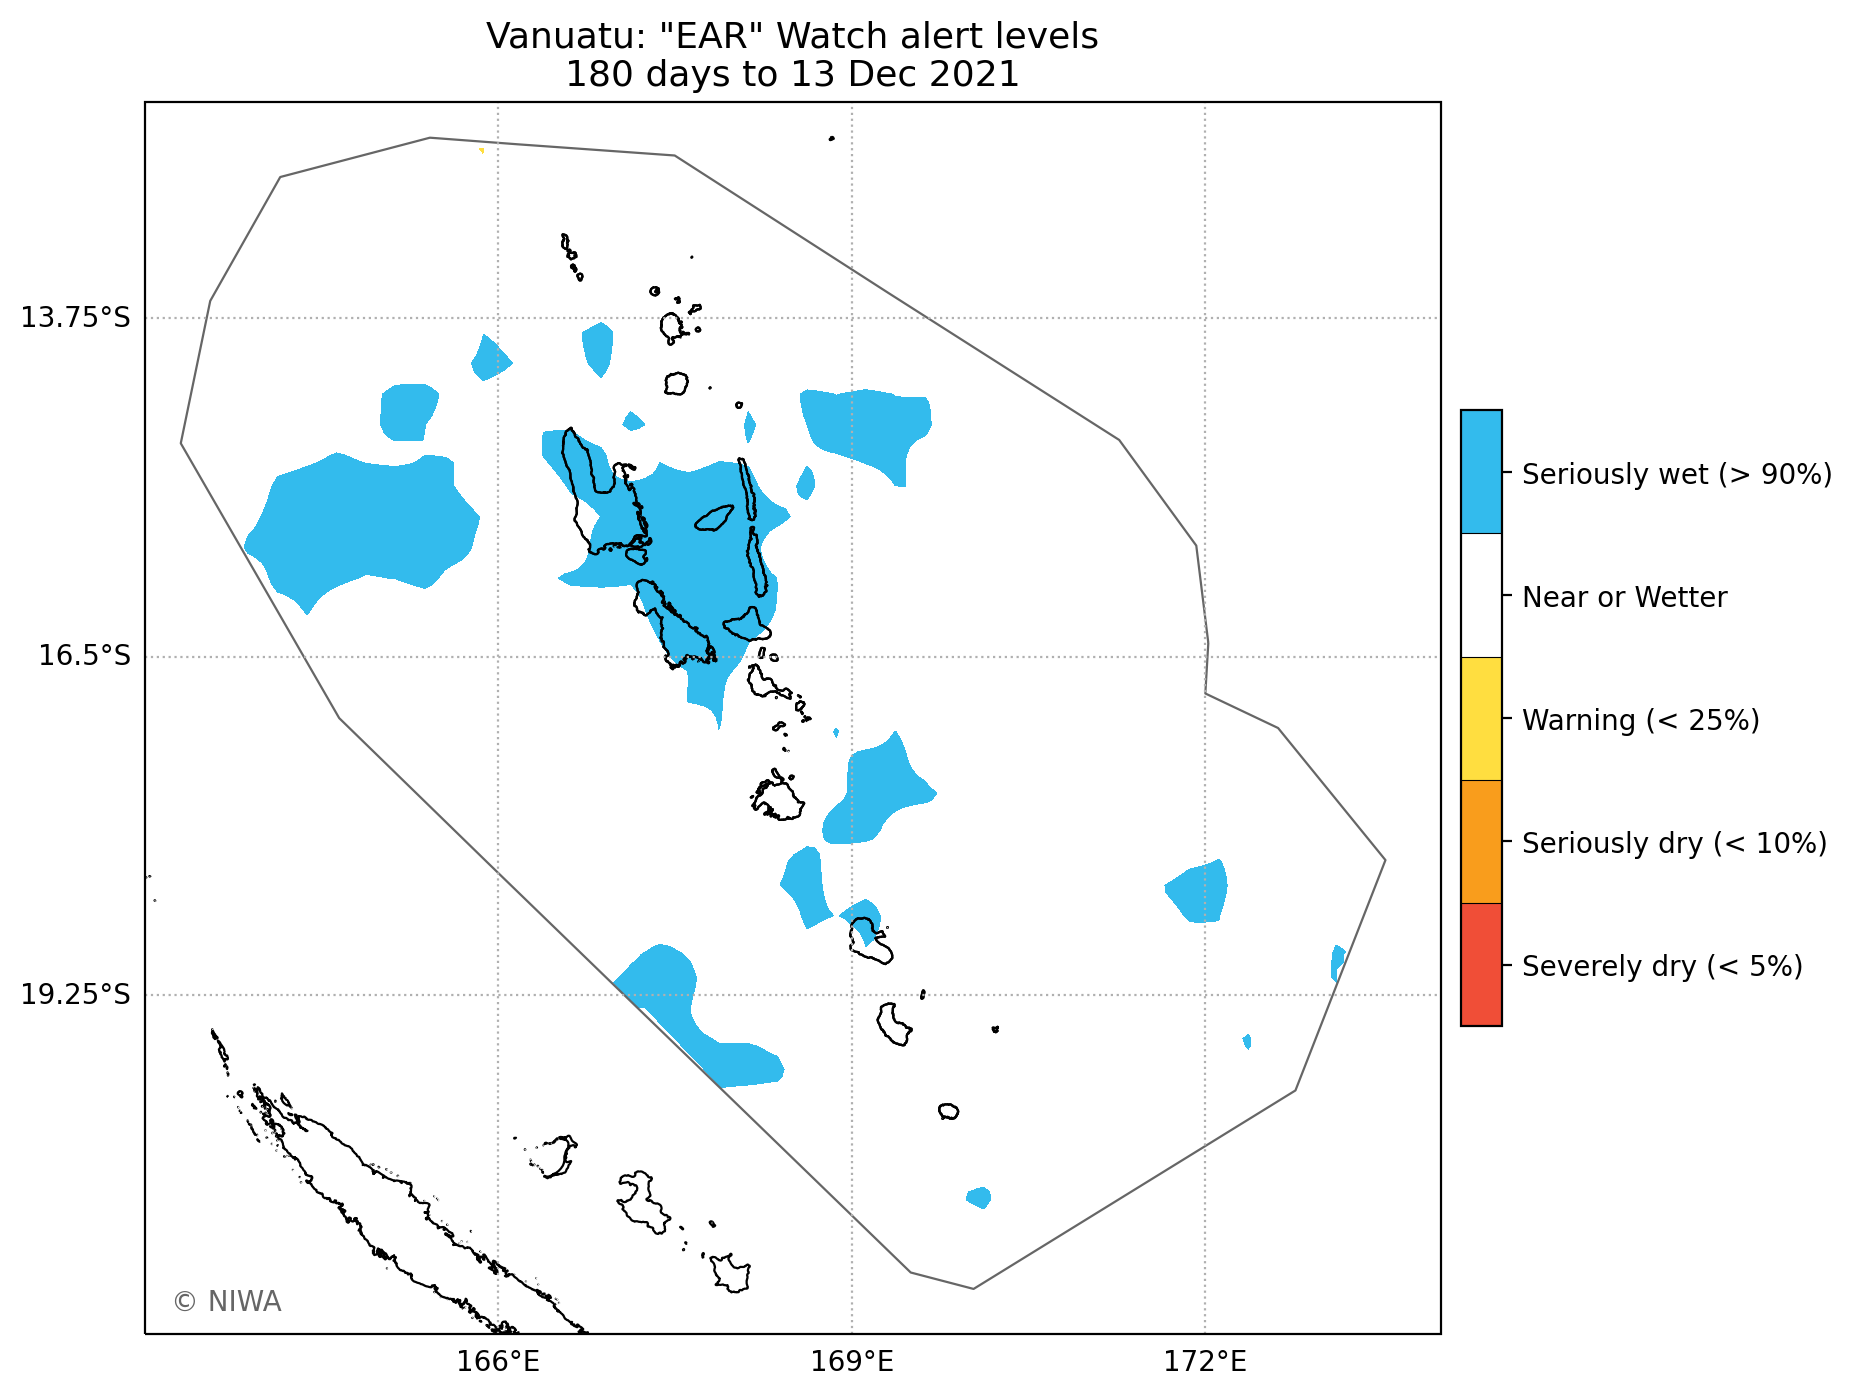 Vanuatu: "EAR" Watch alert levels
180 days to 13 Dec 2021
13.75°S
16.5°S
19.25°S
166°E
169°E
172°E
Seriously wet (> 90%)
Near or Wetter
Warning (< 25%)
Seriously dry (< 10%)
Severely dry (< 5%)
© NIWA